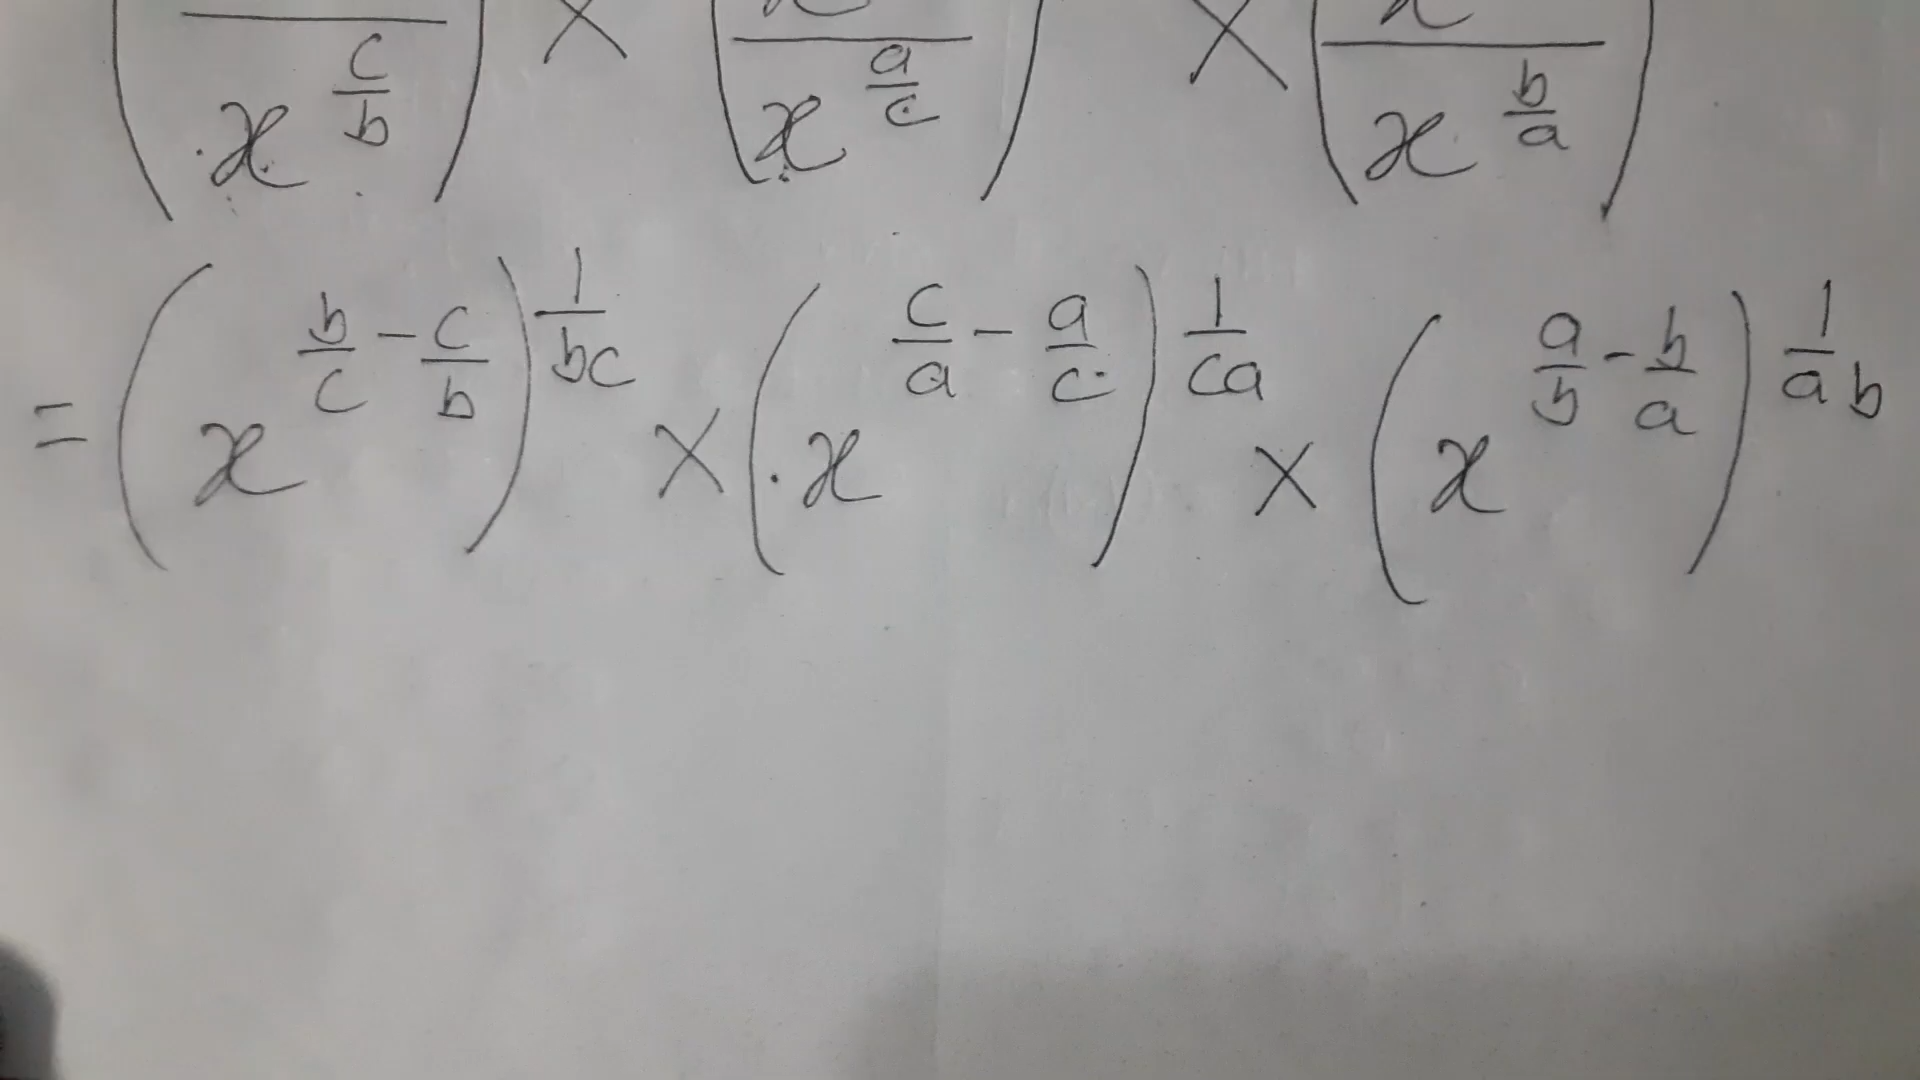 ( x / x^(c/b) ) × ( x / x^(a/c) ) × ( x / x^(b/a) )
= ( x^(b/c - c/b) )^(1/bc) × ( x^(c/a - a/c) )^(1/ca) × ( x^(a/b - b/a) )^(1/ab)